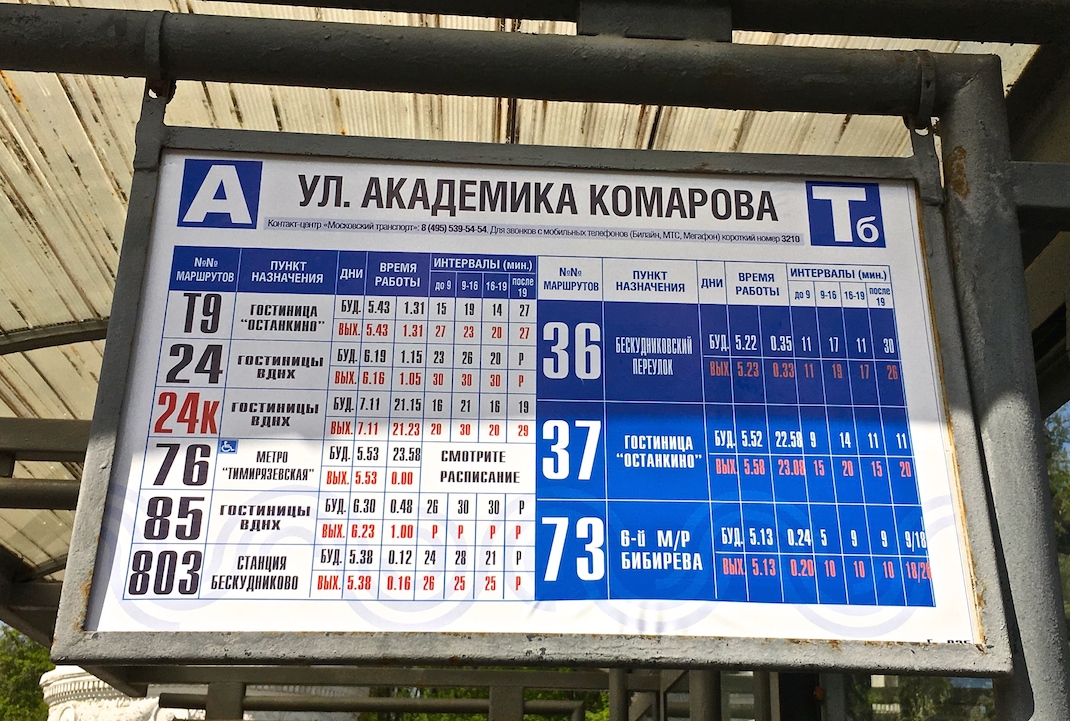 А УЛ. АКАДЕМИКА КОМАРОВА Тб
Контакт-центр «Московский транспорт»: 8 (495) 539-54-54. Для звонков с мобильных телефонов (Билайн, МТС, Мегафон) короткий номер 3210
№№ МАРШРУТОВ ПУНКТ НАЗНАЧЕНИЯ ДНИ ВРЕМЯ РАБОТЫ ИНТЕРВАЛЫ (мин.)
до 9 9-16 16-19 после 19
Т9 ГОСТИНИЦА "ОСТАНКИНО" БУД. 5.43 1.31 15 19 14 27
ВЫХ. 5.43 1.31 27 23 20 27
24 ГОСТИНИЦЫ ВДНХ БУД. 6.19 1.15 23 26 20 Р
ВЫХ. 6.16 1.05 30 30 30 Р
24к ГОСТИНИЦЫ ВДНХ БУД. 7.11 21.15 16 21 16 19
ВЫХ. 7.11 21.23 20 30 20 29
76 МЕТРО "ТИМИРЯЗЕВСКАЯ" БУД. 5.53 23.58 СМОТРИТЕ
ВЫХ. 5.53 0.00 РАСПИСАНИЕ
85 ГОСТИНИЦЫ ВДНХ БУД. 6.30 0.48 26 30 30 Р
ВЫХ. 6.23 1.00 Р Р Р Р
803 СТАНЦИЯ БЕСКУДНИКОВО БУД. 5.38 0.12 24 28 21 Р
ВЫХ. 5.38 0.16 26 25 25 Р
№№ МАРШРУТОВ ПУНКТ НАЗНАЧЕНИЯ ДНИ ВРЕМЯ РАБОТЫ ИНТЕРВАЛЫ (мин.)
до 9 9-16 16-19 после 19
36 БЕСКУДНИКОВСКИЙ ПЕРЕУЛОК БУД. 5.22 0.35 11 17 11 30
ВЫХ. 5.23 0.33 11 19 17 26
37 ГОСТИНИЦА "ОСТАНКИНО" БУД. 5.52 22.58 9 14 11 11
ВЫХ. 5.58 23.08 15 20 15 20
73 6-й М/Р БИБИРЕВА БУД. 5.13 0.24 5 9 9 9/18
ВЫХ. 5.13 0.20 10 10 10